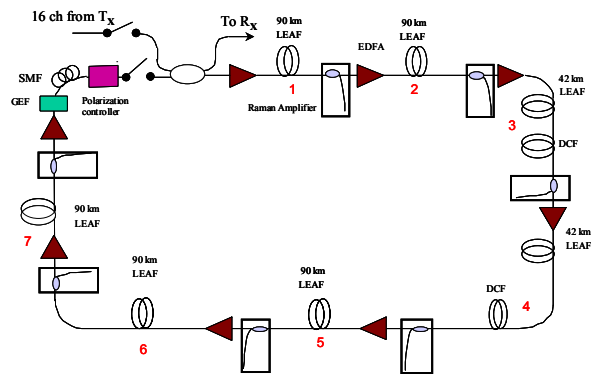 16 ch from TX
To RX
90 km
LEAF
90 km
LEAF
EDFA
SMF
42 km
LEAF
GEF
Polarization
controller
1
Raman Amplifier
2
3
DCF
90 km
LEAF
7
42 km
LEAF
90 km
LEAF
90 km
LEAF
DCF
4
6
5